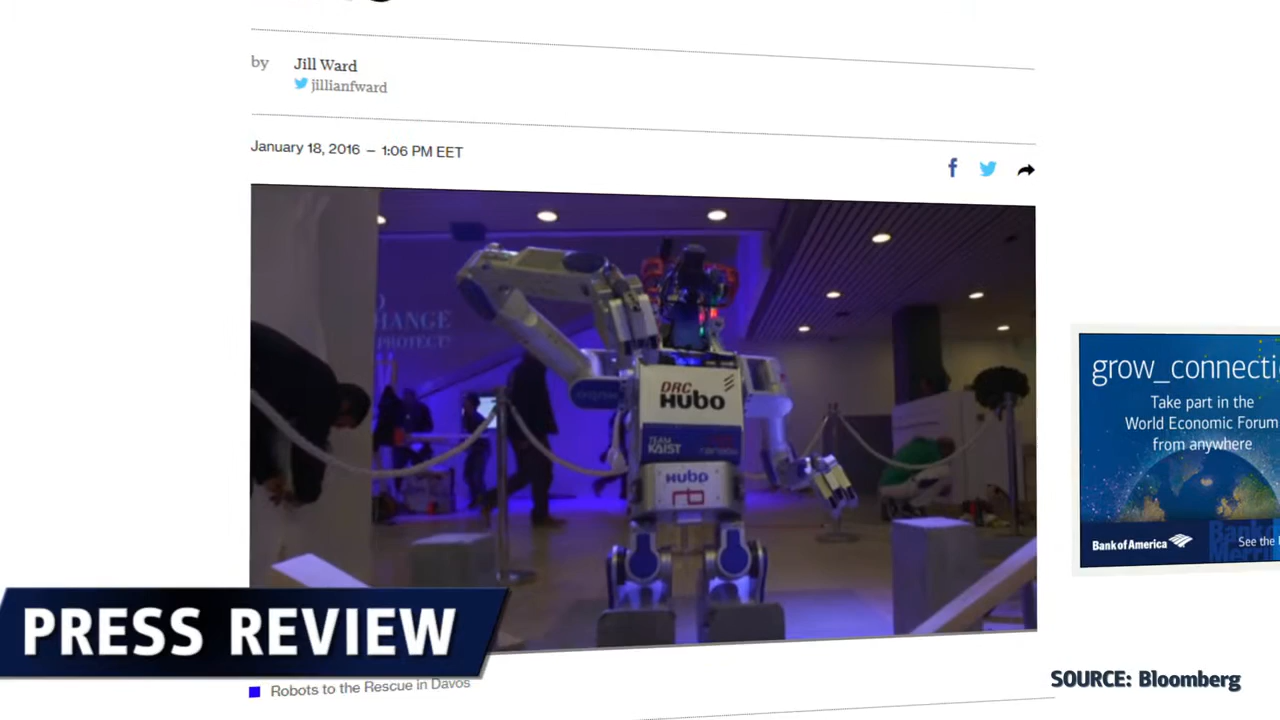 by Jill Ward
jillianfward
January 18, 2016 – 1:06 PM EET
f
HANGE
PROTECT?
DRC
HUBO
TEAM
KAIST
HUBO
grow_connecti
Take part in the
World Economic Forum
from anywhere
Bank of America
See the
PRESS REVIEW
Robots to the Rescue in Davos
SOURCE: Bloomberg